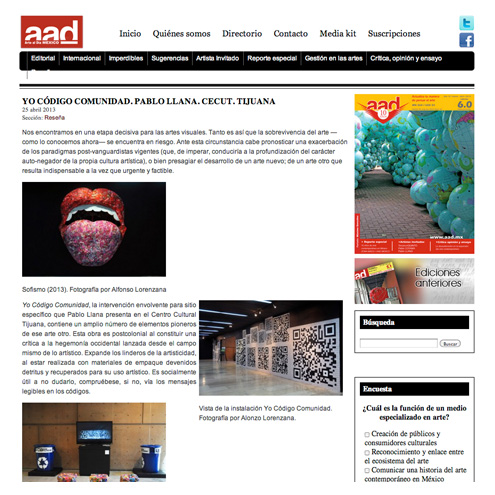 aad
arte al día MÉXICO
Inicio Quiénes somos Directorio Contacto Media kit Suscripciones
Editorial Internacional Imperdibles Sugerencias Artista Invitado Reporte especial Gestión en las artes Crítica, opinión y ensayo
YO CÓDIGO COMUNIDAD. PABLO LLANA. CECUT. TIJUANA
25 abril 2013
Sección: Reseña
Nos encontramos en una etapa decisiva para las artes visuales. Tanto es así que la sobrevivencia del arte —
como lo conocemos ahora— se encuentra en riesgo. Ante esta circunstancia cabe pronosticar una exacerbación
de los paradigmas post-vanguardistas vigentes (que, de imperar, conduciría a la profundización del carácter
auto-negador de la propia cultura artística), o bien presagiar el desarrollo de un arte nuevo; de un arte otro que
resulta indispensable a la vez que urgente y factible.
Sofismo (2013). Fotografía por Alfonso Lorenzana
Yo Código Comunidad, la intervención envolvente para sitio
específico que Pablo Llana presenta en el Centro Cultural
Tijuana, contiene un amplio número de elementos pioneros
de ese arte otro. Esta obra es postcolonial al constituir una
crítica a la hegemonía occidental lanzada desde el campo
mismo de lo artístico. Expande los linderos de la artisticidad,
al estar realizada con materiales de empaque devenidos
detritus y recuperados para su uso artístico. Es socialmente
útil a no dudarlo, compruébese, si no, vía los mensajes
legibles en los códigos.
Vista de la instalación Yo Código Comunidad.
Fotografía por Alonzo Lorenzana.
aad
10
6.0
www.aad.mx
aad
Ediciones
anteriores
Búsqueda
Buscar
Encuesta
¿Cuál es la función de un medio
especializado en arte?
Creación de públicos y
consumidores culturales
Reconocimiento y enlace entre
el ecosistema del arte
Comunicar una historia del arte
contemporáneo en México